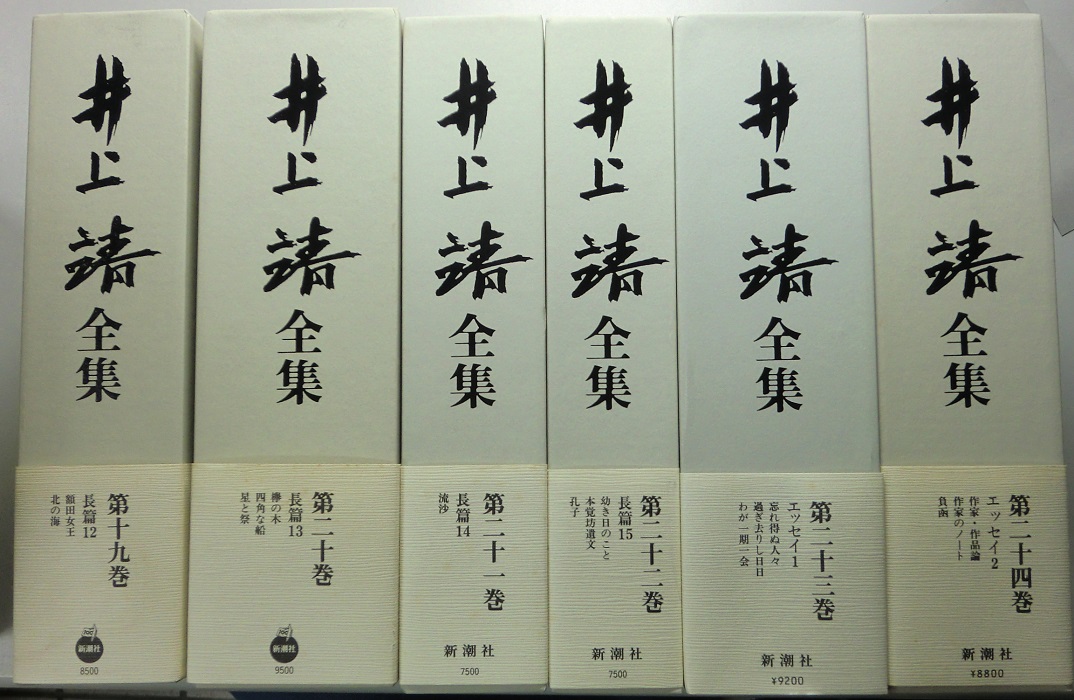 井上靖全集
第十九巻
長篇12
額田女王
北の海
新潮社
8500
井上靖全集
第二十巻
長篇13
欅の木
四角な船
星と祭
新潮社
9500
井上靖全集
第二十一巻
長篇14
流沙
新潮社
7500
井上靖全集
第二十二巻
長篇15
幼き日のこと
本覚坊遺文
孔子
新潮社
7500
井上靖全集
第二十三巻
エッセイ1
忘れ得ぬ人々
過ぎ去りし日日
わが一期一会
新潮社
¥9200
井上靖全集
第二十四巻
エッセイ2
作家・作品論
作家のノート
負函
新潮社
¥8800